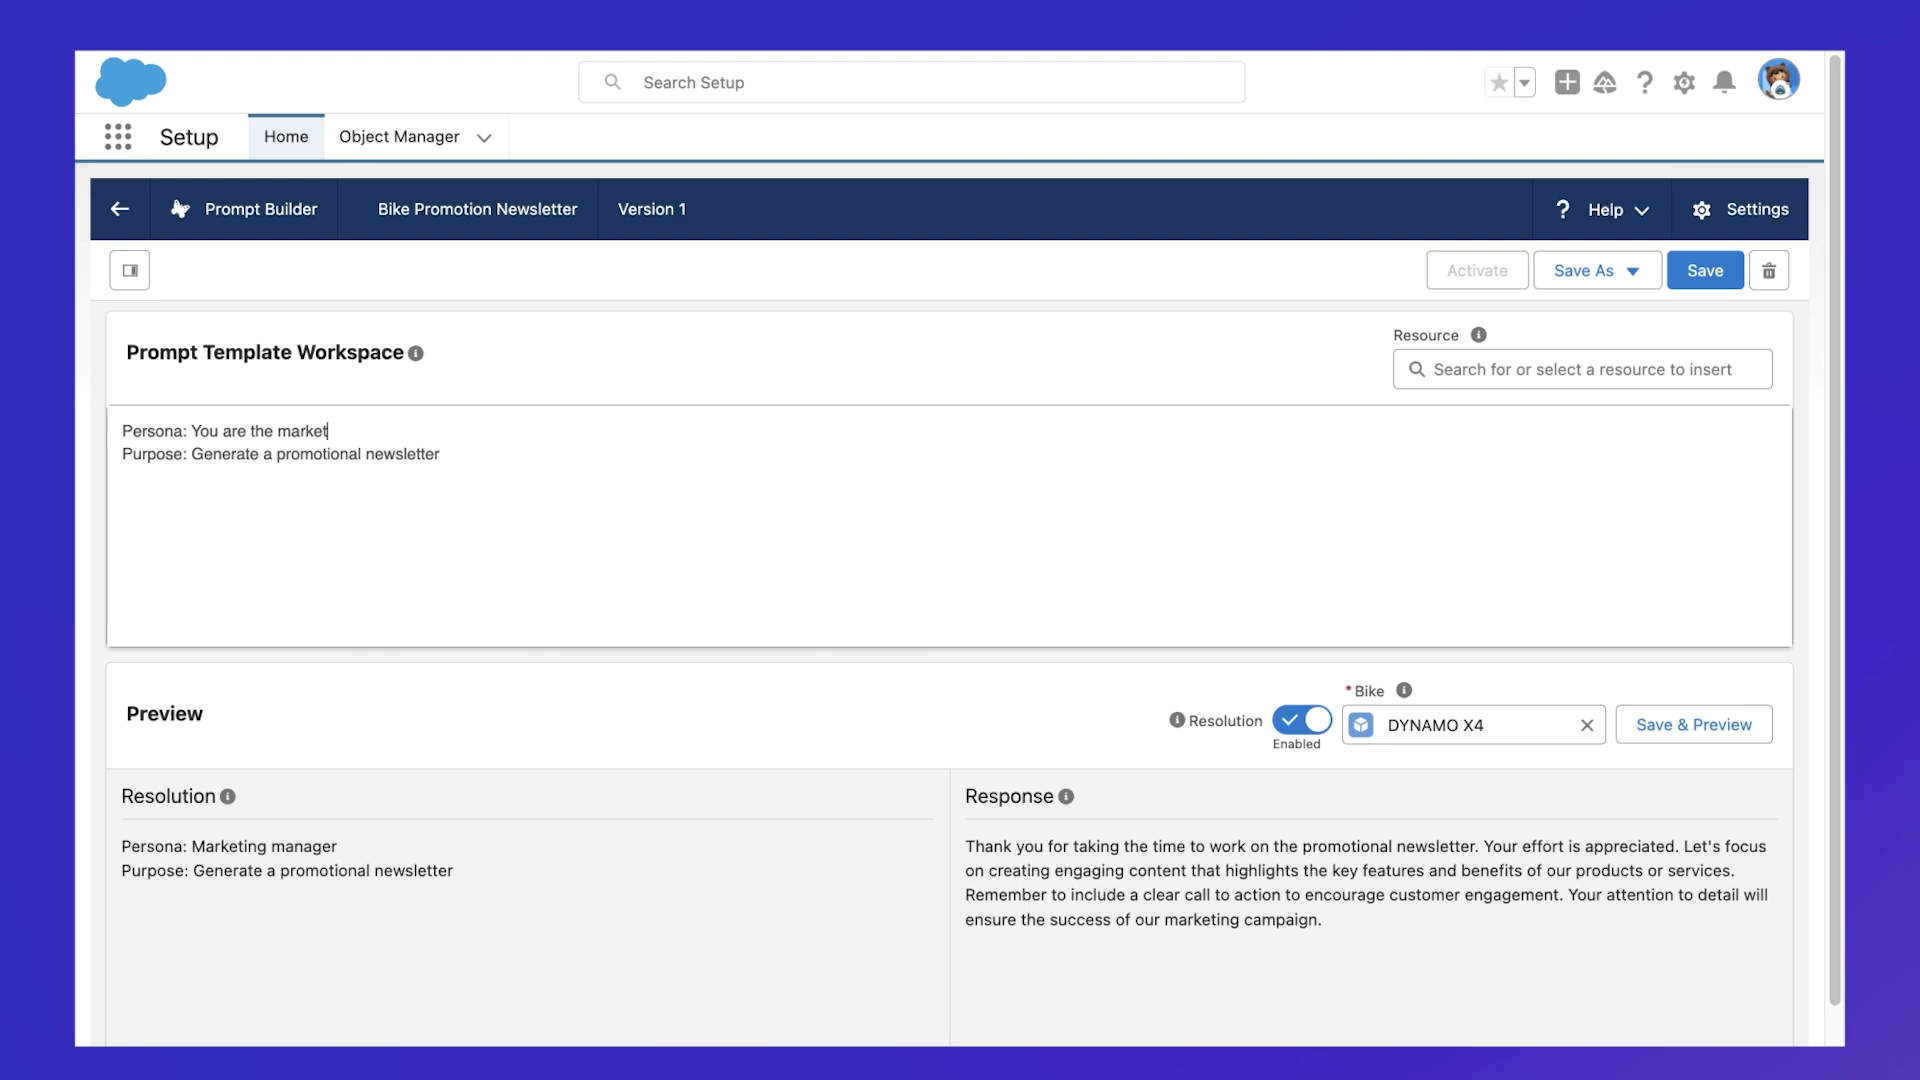 Search Setup
Setup
Home
Object Manager
Prompt Builder
Bike Promotion Newsletter
Version 1
? Help
Settings
Activate
Save As
Save
Prompt Template Workspace
Resource
Search for or select a resource to insert
Persona: You are the market
Purpose: Generate a promotional newsletter
Preview
Resolution
Enabled
* Bike
DYNAMO X4
Save & Preview
Resolution
Persona: Marketing manager
Purpose: Generate a promotional newsletter
Response
Thank you for taking the time to work on the promotional newsletter. Your effort is appreciated. Let's focus
on creating engaging content that highlights the key features and benefits of our products or services.
Remember to include a clear call to action to encourage customer engagement. Your attention to detail will
ensure the success of our marketing campaign.